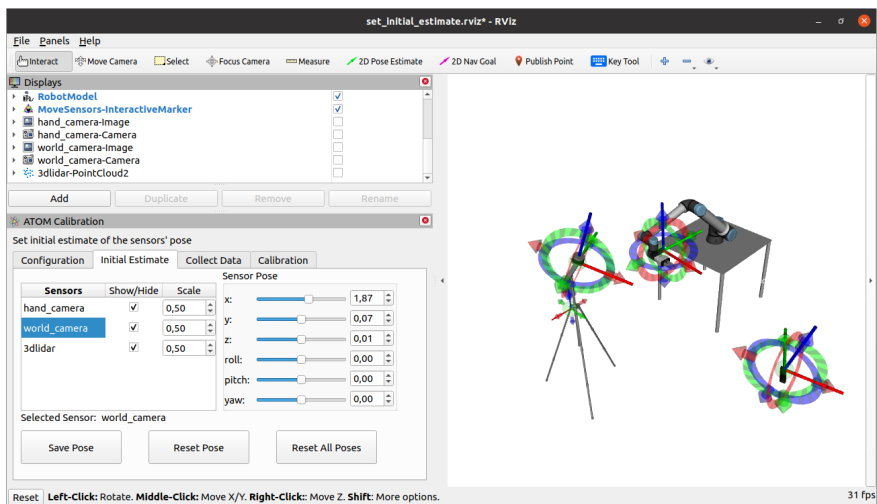 set_initial_estimate.rviz* - RViz
File Panels Help
Interact Move Camera Select Focus Camera Measure 2D Pose Estimate 2D Nav Goal Publish Point Key Tool
Displays
RobotModel
MoveSensors-InteractiveMarker
hand_camera-Image
hand_camera-Camera
world_camera-Image
world_camera-Camera
3dlidar-PointCloud2
Add Duplicate Remove Rename
ATOM Calibration
Set initial estimate of the sensors' pose
Configuration Initial Estimate Collect Data Calibration
Sensor Pose
Sensors Show/Hide Scale
x: 1,87
hand_camera 0,50
y: 0,07
world_camera 0,50
z: 0,01
3dlidar 0,50
roll: 0,00
pitch: 0,00
yaw: 0,00
Selected Sensor: world_camera
Save Pose Reset Pose Reset All Poses
Reset Left-Click: Rotate. Middle-Click: Move X/Y. Right-Click:: Move Z. Shift: More options. 31 fps